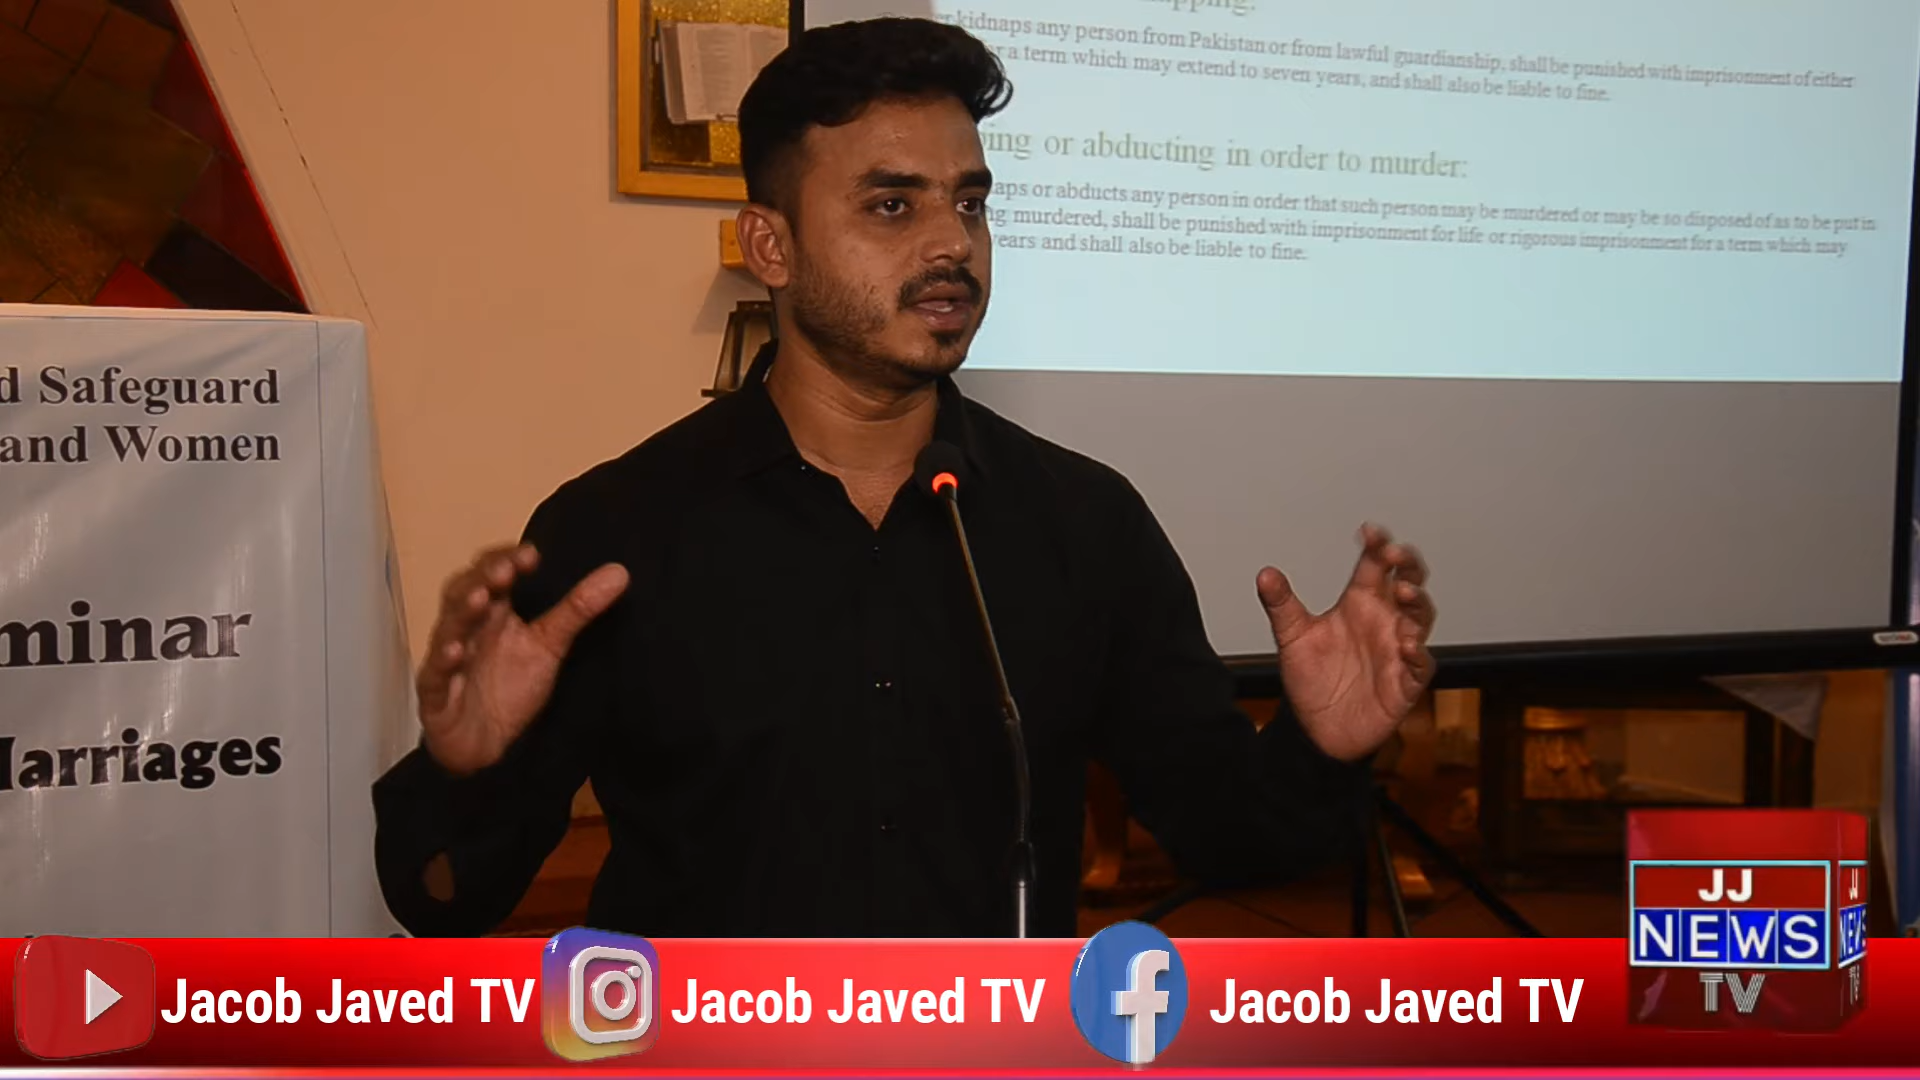 kidnaps any person from Pakistan or from lawful guardianship, shall be punished with imprisonment of either
a term which may extend to seven years, and shall also be liable to fine.
or abducting in order to murder:
or abducts any person in order that such person may be murdered or may be so disposed of as to be put in
murdered, shall be punished with imprisonment for life or rigorous imprisonment for a term which may
years and shall also be liable to fine.
d Safeguard
and Women
minar
arriages
JJ
NEWS
TV
Jacob Javed TV
Jacob Javed TV
Jacob Javed TV